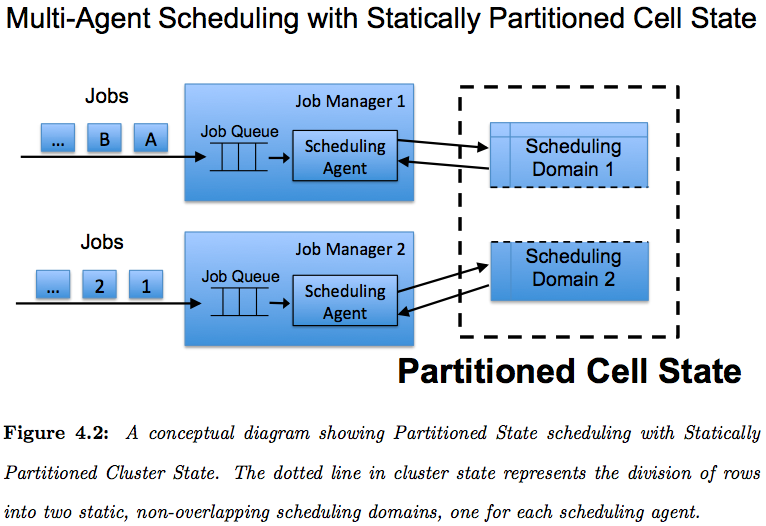 Multi-Agent Scheduling with Statically Partitioned Cell State
Jobs
... B A
Job Manager 1
Job Queue
Scheduling
Agent
Scheduling
Domain 1
Jobs
... 2 1
Job Manager 2
Job Queue
Scheduling
Agent
Scheduling
Domain 2
Partitioned Cell State
Figure 4.2: A conceptual diagram showing Partitioned State scheduling with Statically
Partitioned Cluster State. The dotted line in cluster state represents the division of rows
into two static, non-overlapping scheduling domains, one for each scheduling agent.